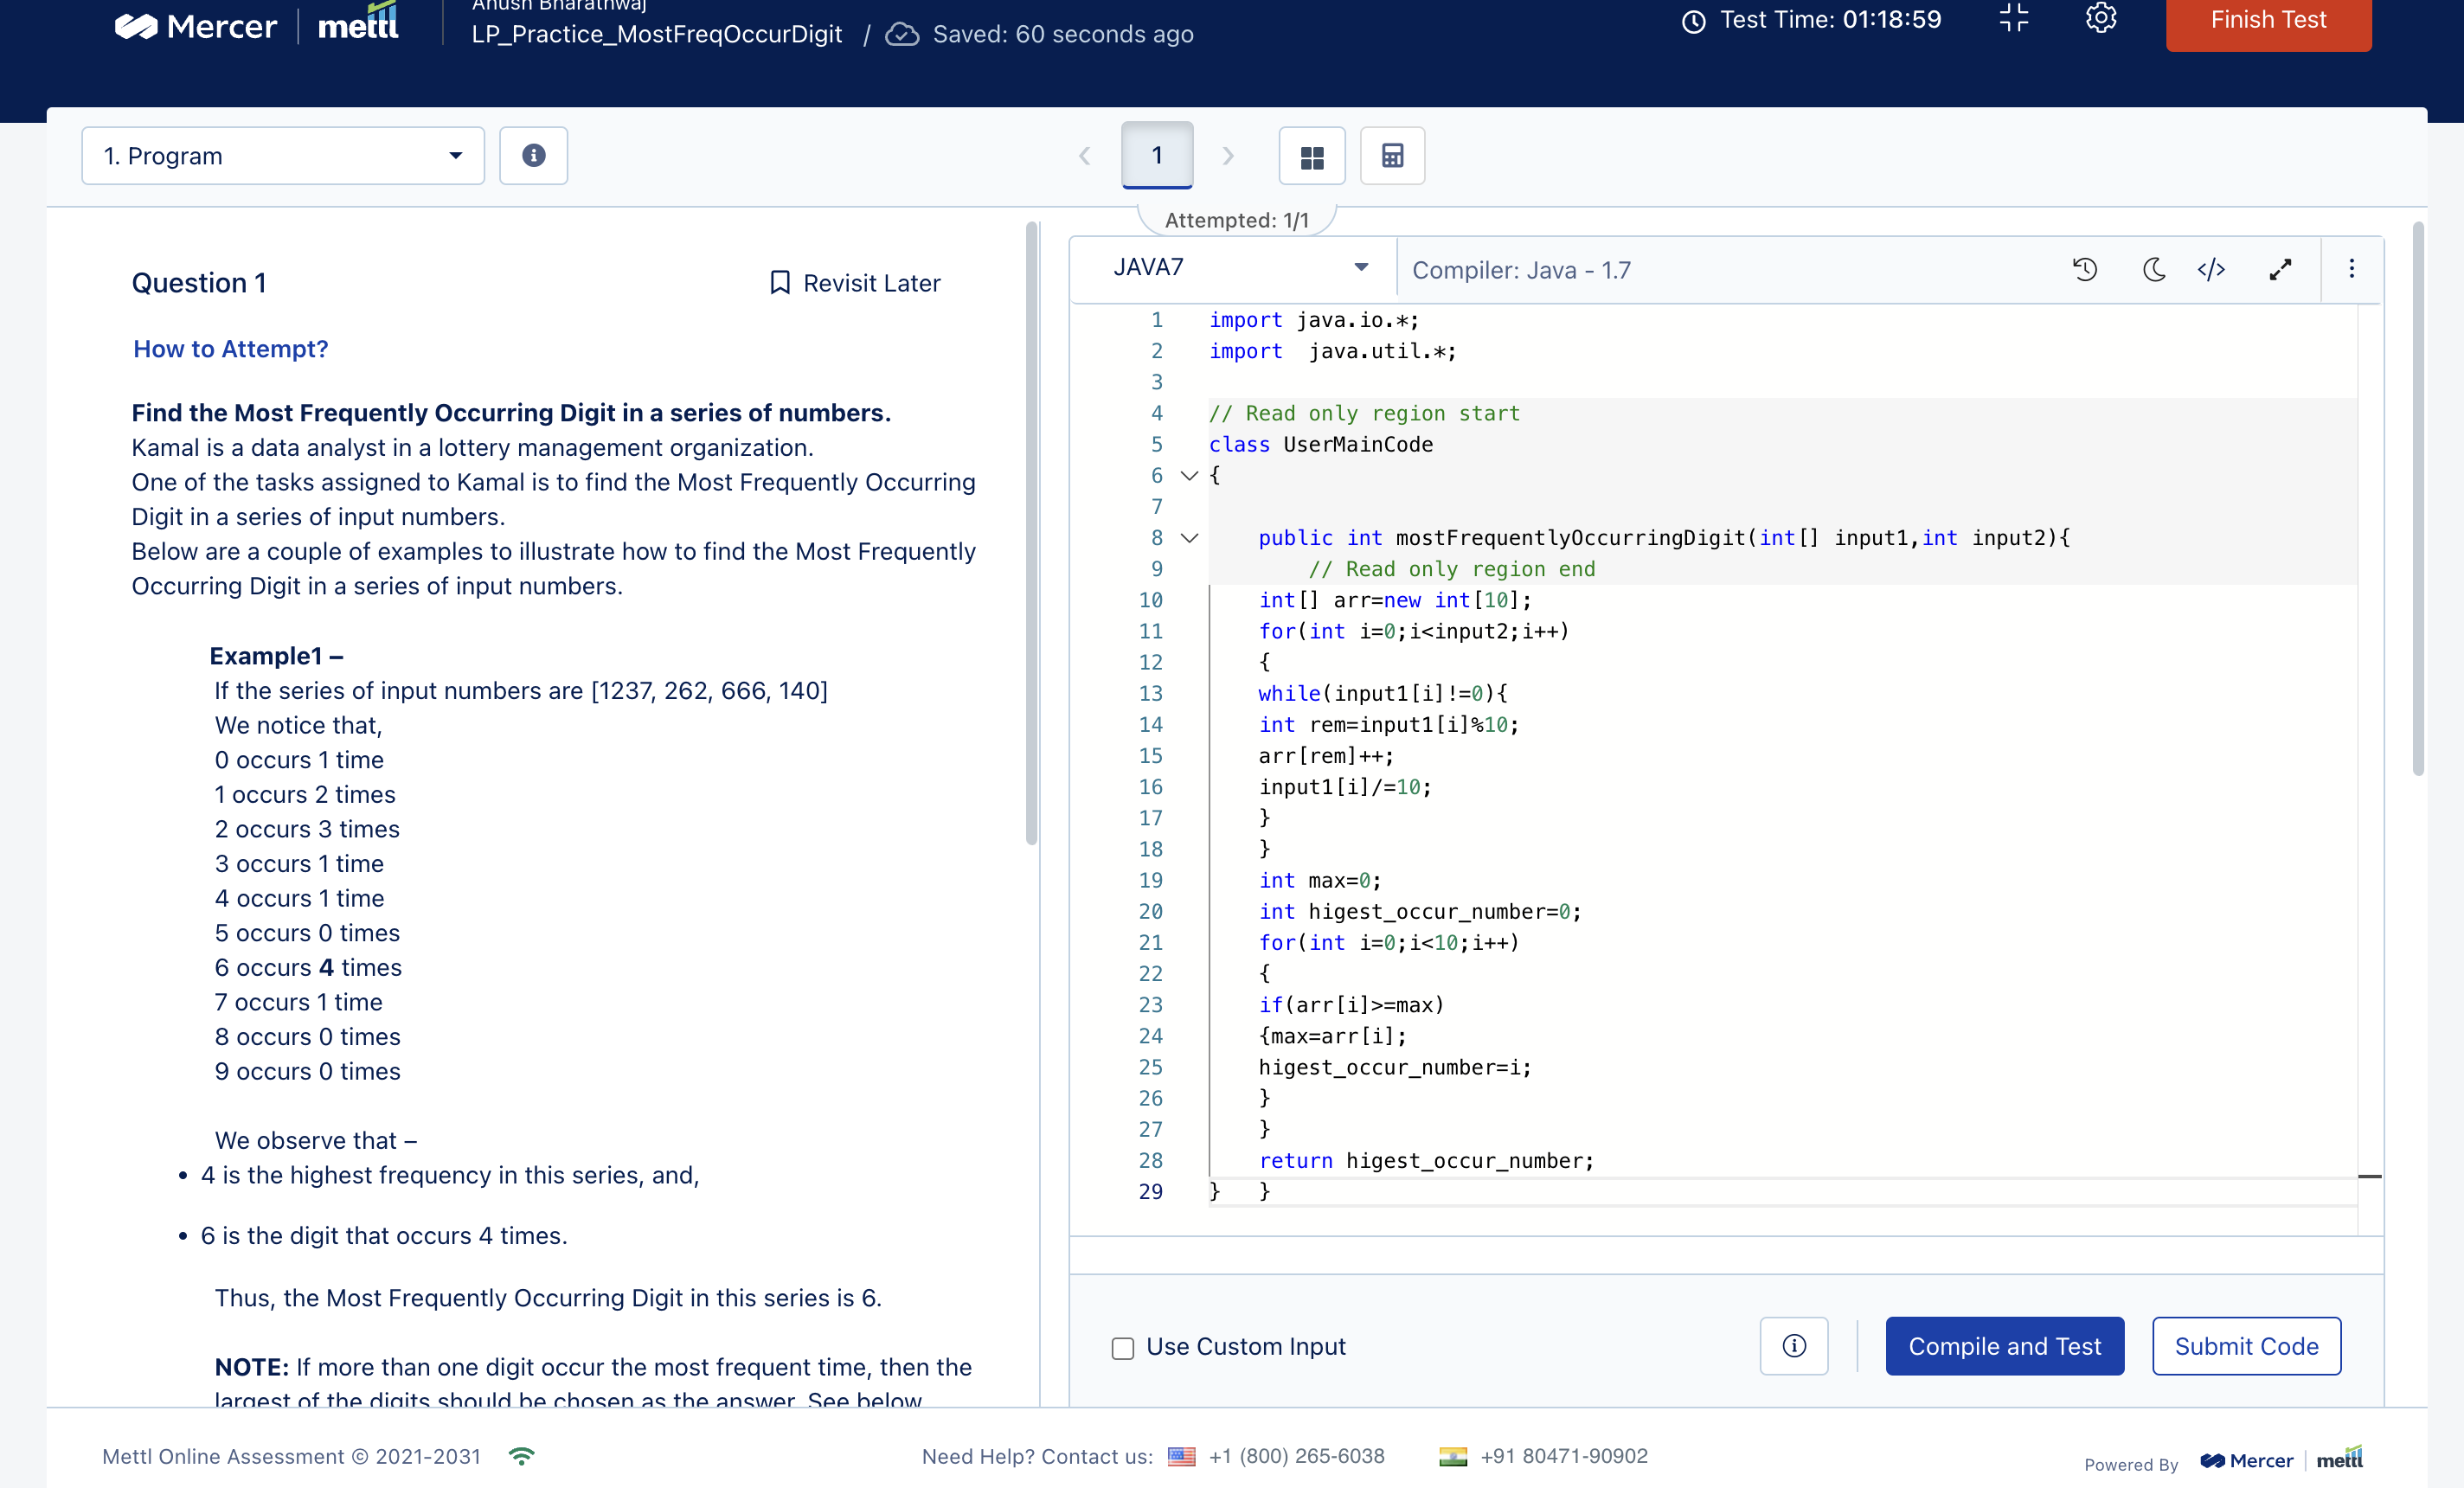 Mercer | mettl
Anush Bharathwaj
LP_Practice_MostFreqOccurDigit / Saved: 60 seconds ago
Test Time: 01:18:59
Finish Test
1. Program
1
Attempted: 1/1
Question 1
Revisit Later
How to Attempt?
Find the Most Frequently Occurring Digit in a series of numbers.
Kamal is a data analyst in a lottery management organization.
One of the tasks assigned to Kamal is to find the Most Frequently Occurring
Digit in a series of input numbers.
Below are a couple of examples to illustrate how to find the Most Frequently
Occurring Digit in a series of input numbers.
Example1 –
If the series of input numbers are [1237, 262, 666, 140]
We notice that,
0 occurs 1 time
1 occurs 2 times
2 occurs 3 times
3 occurs 1 time
4 occurs 1 time
5 occurs 0 times
6 occurs 4 times
7 occurs 1 time
8 occurs 0 times
9 occurs 0 times
We observe that –
• 4 is the highest frequency in this series, and,
• 6 is the digit that occurs 4 times.
Thus, the Most Frequently Occurring Digit in this series is 6.
NOTE: If more than one digit occur the most frequent time, then the
largest of the digits should be chosen as the answer. See below
JAVA7
Compiler: Java - 1.7
1 import java.io.*;
2 import  java.util.*;
3
4 // Read only region start
5 class UserMainCode
6 {
7
8     public int mostFrequentlyOccurringDigit(int[] input1,int input2){
9         // Read only region end
10     int[] arr=new int[10];
11     for(int i=0;i<input2;i++)
12     {
13     while(input1[i]!=0){
14     int rem=input1[i]%10;
15     arr[rem]++;
16     input1[i]/=10;
17     }
18     }
19     int max=0;
20     int higest_occur_number=0;
21     for(int i=0;i<10;i++)
22     {
23     if(arr[i]>=max)
24     {max=arr[i];
25     higest_occur_number=i;
26     }
27     }
28     return higest_occur_number;
29 }   }
Use Custom Input
Compile and Test
Submit Code
Mettl Online Assessment © 2021-2031
Need Help? Contact us: +1 (800) 265-6038
+91 80471-90902
Powered By Mercer | mettl